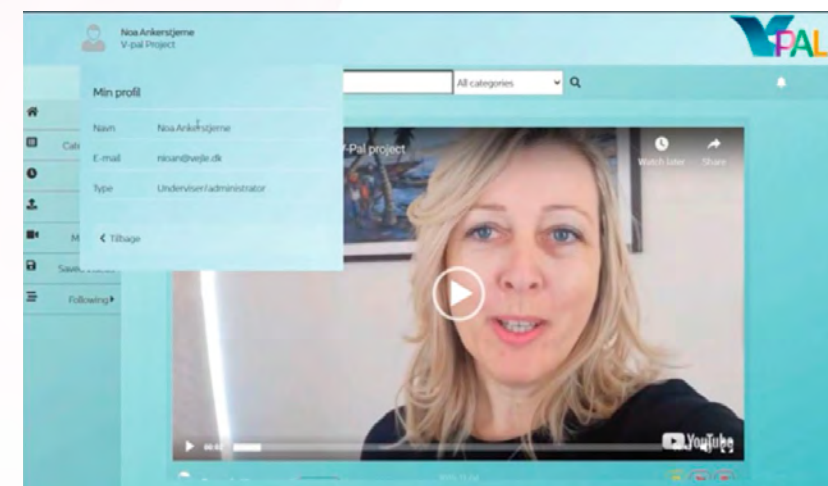 Noa Ankerstjerne
V-pal Project
VPAL
All categories
Min profil
Navn Noa Ankerstjerne
E-mail nioan@vejle.dk
Type Underviser/administrator
Tilbage
Following
V-Pal project
Watch later
Share
YouTube